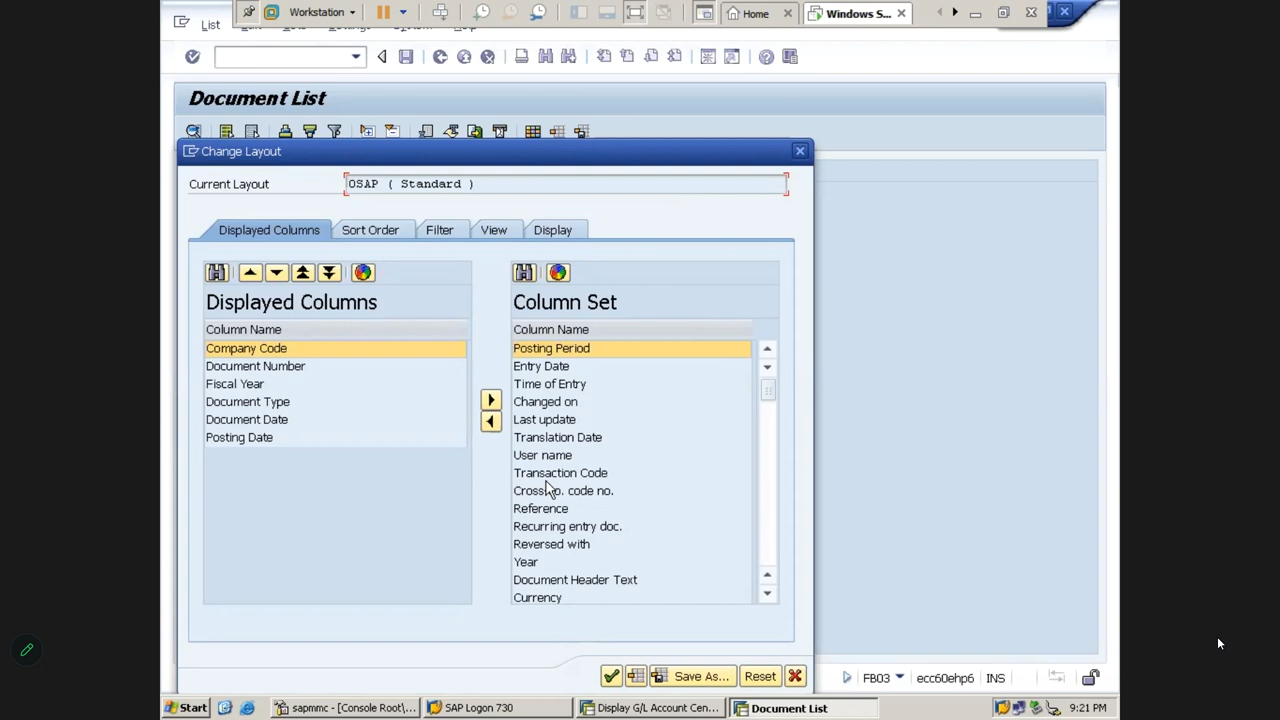 Workstation
Home
Windows S...
List
Document List
Change Layout
Current Layout
OSAP ( Standard )
Displayed Columns
Sort Order
Filter
View
Display
Displayed Columns
Column Name
Company Code
Document Number
Fiscal Year
Document Type
Document Date
Posting Date
Column Set
Column Name
Posting Period
Entry Date
Time of Entry
Changed on
Last update
Translation Date
User name
Transaction Code
code no.
Reference
Recurring entry doc.
Reversed with
Year
Document Header Text
Currency
Save As...
Reset
FB03
ecc60ehp6
INS
Start
sapmmc - [Console Root\...
SAP Logon 730
Display G/L Account Cen...
Document List
9:21 PM